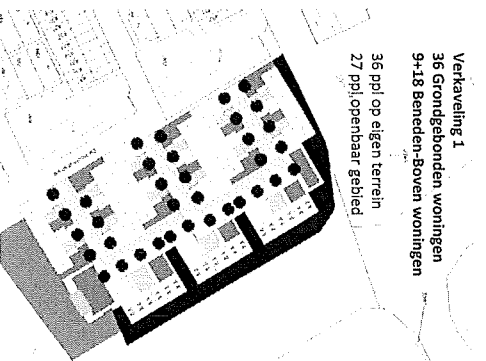 Verkaveling 1
36 Grondgebonden woningen
9+18 Beneden-Boven woningen
36 ppl op eigen terrein
27 ppl openbaar gebied